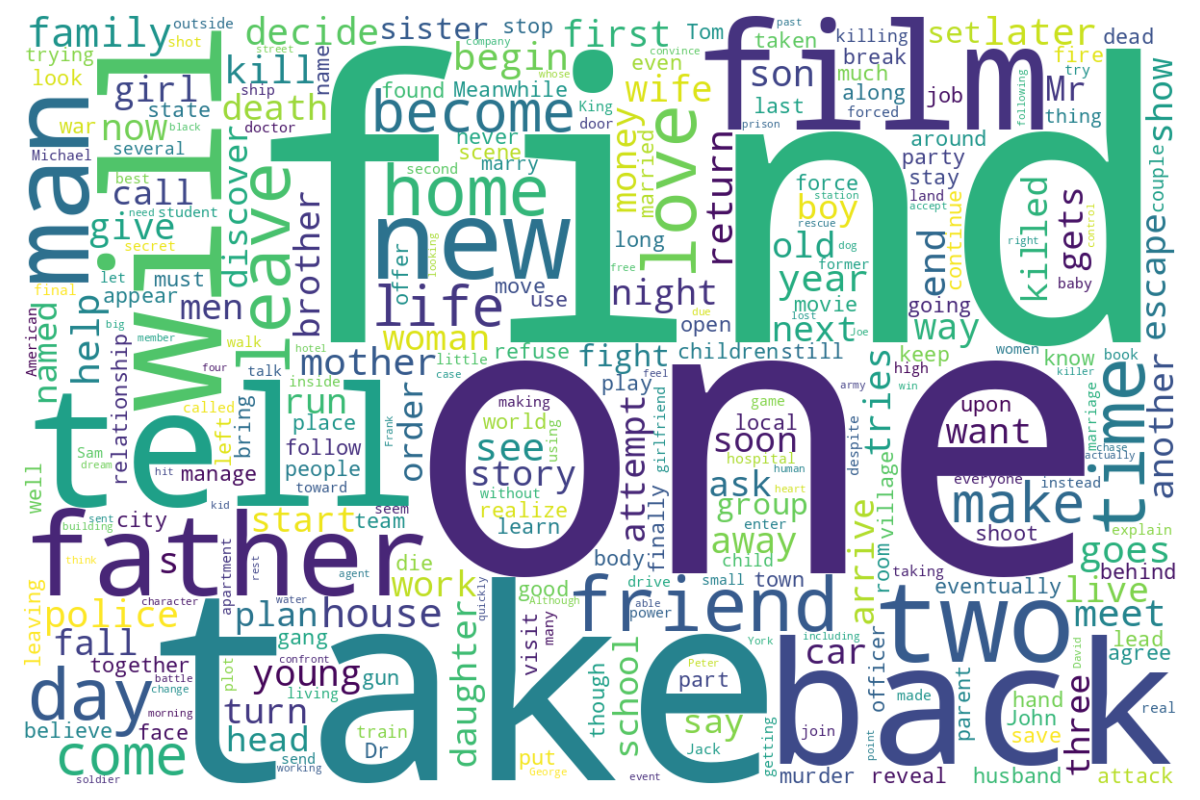 find
one
take
tell
will
film
back
father
new
man
two
time
leave
love
home
life
friend
become
day
family
decide
sister
stop
first
Tom
taken
killing
set
later
dead
outside
past
trying
shot
look
girl
kill
begin
even
son
break
fire
much
try
state
ship
name
found
Meanwhile
wife
last
along
job
Mr
thing
show
war
now
death
doctor
street
company
convince
whose
King
door
prison
forced
following
Michael
several
black
never
scene
second
marry
money
married
return
around
party
stay
couple
best
call
need
student
discover
give
secret
brother
offer
looking
long
free
force
station
boy
rescue
dog
accept
land
right
control
continue
let
must
final
appear
men
move
use
night
old
former
year
movie
end
gets
killed
baby
escape
help
big
member
walk
woman
open
due
lost
next
Joe
going
way
American
named
relationship
talk
hotel
mother
little
refuse
fight
children
still
keep
women
know
book
another
four
inside
case
play
feel
army
high
win
killer
marriage
tries
called
run
order
making
world
game
girlfriend
attempt
local
soon
upon
want
chase
actually
Sam
left
bring
place
follow
Frank
see
using
story
hospital
human
despite
everyone
instead
dream
hit
manage
people
toward
without
realize
ask
heart
group
village
make
well
kid
seem
learn
finally
enter
shoot
explain
sent
city
start
team
building
body
away
child
arrive
room
goes
behind
think
s
die
work
good
Although
drive
small
town
taking
eventually
live
leaving
police
character
apartment
rest
agent
water
plan
house
quickly
able
power
many
meet
fall
gang
visit
York
including
car
officer
lead
agree
together
plot
confront
young
gun
daughter
though
school
Peter
part
made
David
battle
change
living
turn
say
parent
hand
John
three
real
believe
face
morning
train
head
Dr
put
Jack
getting
join
point
save
come
send
soldier
working
George
event
murder
reveal
husband
attack